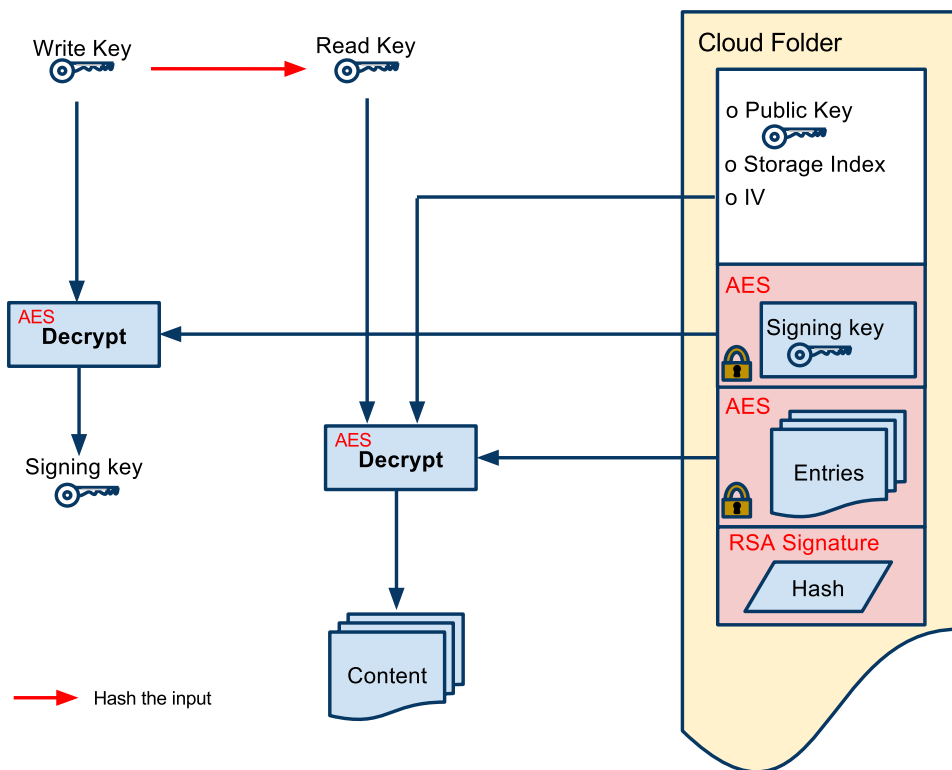 Write Key
Read Key
Cloud Folder
o Public Key
o Storage Index
o IV
AES
Signing key
AES
Decrypt
AES
Entries
AES
Decrypt
Signing key
RSA Signature
Hash
Content
Hash the input